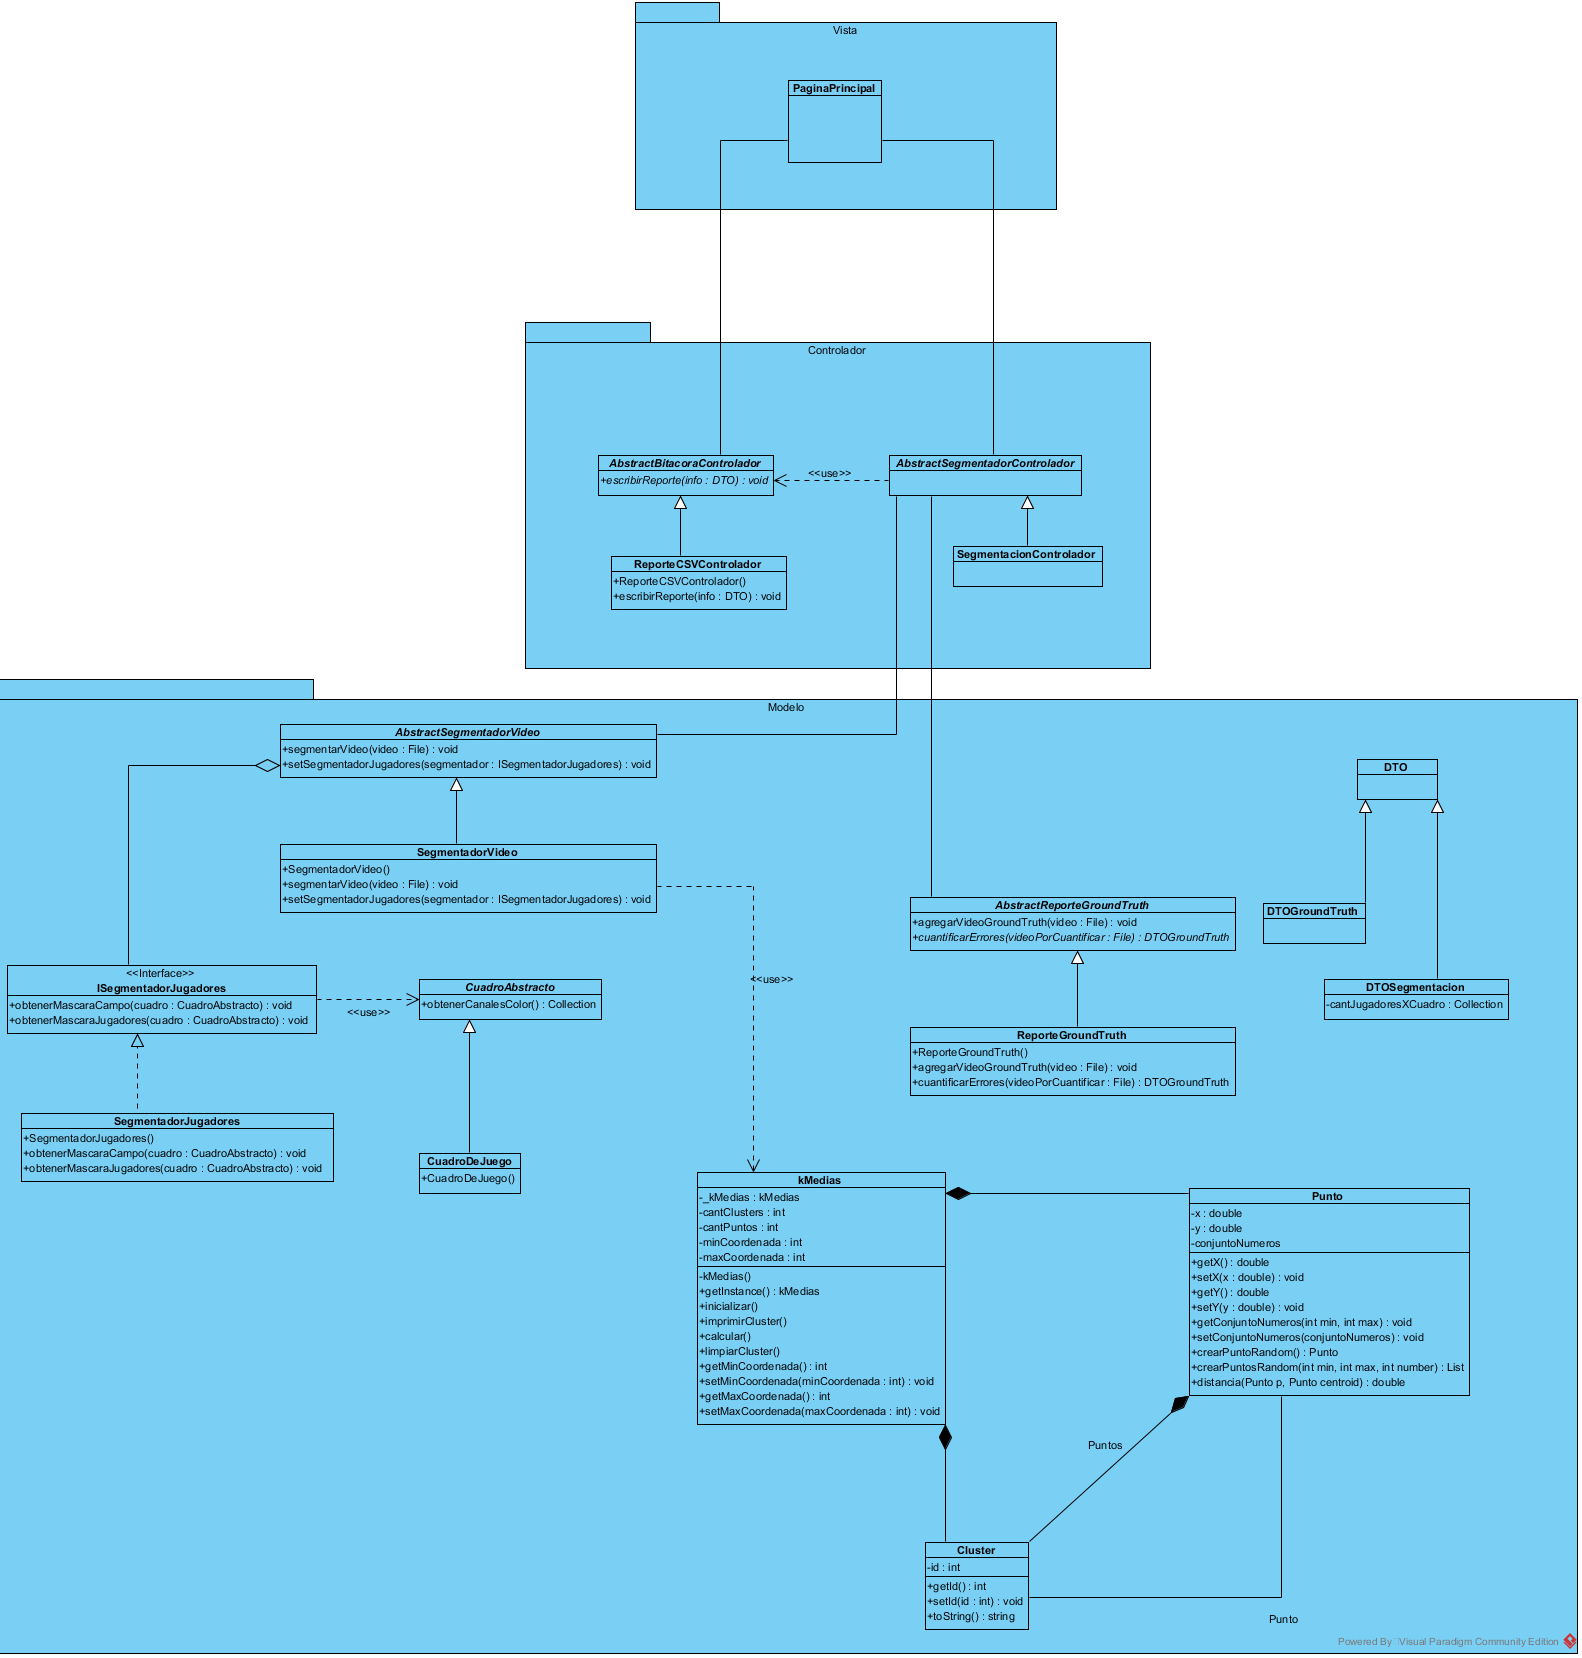 Vista
PaginaPrincipal
Controlador
AbstractBitacoraControlador
+escribirReporte(info : DTO) : void
<<use>>
AbstractSegmentadorControlador
ReporteCSVControlador
+ReporteCSVControlador()
+escribirReporte(info : DTO) : void
SegmentacionControlador
Modelo
AbstractSegmentadorVideo
+segmentarVideo(video : File) : void
+setSegmentadorJugadores(segmentador : ISegmentadorJugadores) : void
SegmentadorVideo
+SegmentadorVideo()
+segmentarVideo(video : File) : void
+setSegmentadorJugadores(segmentador : ISegmentadorJugadores) : void
DTO
DTOGroundTruth
DTOSegmentacion
-cantJugadoresXCuadro : Collection
AbstractReporteGroundTruth
+agregarVideoGroundTruth(video : File) : void
+cuantificarErrores(videoPorCuantificar : File) : DTOGroundTruth
ReporteGroundTruth
+ReporteGroundTruth()
+agregarVideoGroundTruth(video : File) : void
+cuantificarErrores(videoPorCuantificar : File) : DTOGroundTruth
<<Interface>>
ISegmentadorJugadores
+obtenerMascaraCampo(cuadro : CuadroAbstracto) : void
+obtenerMascaraJugadores(cuadro : CuadroAbstracto) : void
<<use>>
CuadroAbstracto
+obtenerCanalesColor() : Collection
<<use>>
SegmentadorJugadores
+SegmentadorJugadores()
+obtenerMascaraCampo(cuadro : CuadroAbstracto) : void
+obtenerMascaraJugadores(cuadro : CuadroAbstracto) : void
CuadroDeJuego
+CuadroDeJuego()
kMedias
-_kMedias : kMedias
-cantClusters : int
-cantPuntos : int
-minCoordenada : int
-maxCoordenada : int
-kMedias()
+getInstance() : kMedias
+inicializar()
+imprimirCluster()
+calcular()
+limpiarCluster()
+getMinCoordenada() : int
+setMinCoordenada(minCoordenada : int) : void
+getMaxCoordenada() : int
+setMaxCoordenada(maxCoordenada : int) : void
Punto
-x : double
-y : double
-conjuntoNumeros
+getX() : double
+setX(x : double) : void
+getY() : double
+setY(y : double) : void
+getConjuntoNumeros(int min, int max) : void
+setConjuntoNumeros(conjuntoNumeros) : void
+crearPuntoRandom() : Punto
+crearPuntosRandom(int min, int max, int number) : List
+distancia(Punto p, Punto centroid) : double
Puntos
Cluster
-id : int
+getId() : int
+setId(id : int) : void
+toString() : string
Punto
Powered By Visual Paradigm Community Edition